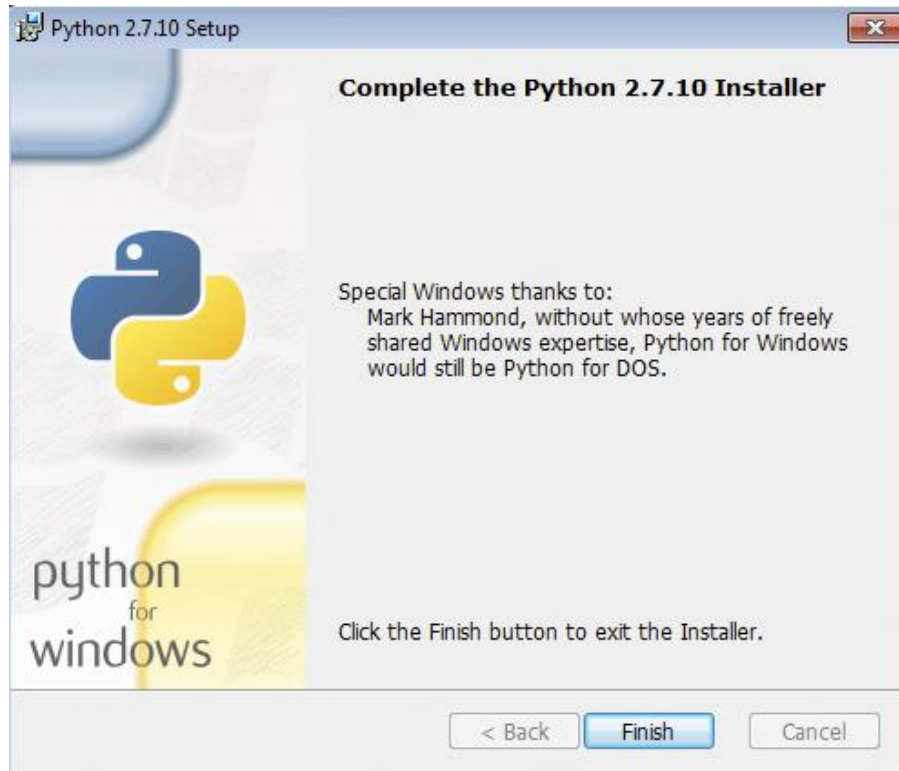 Python 2.7.10 Setup
Complete the Python 2.7.10 Installer
Special Windows thanks to:
Mark Hammond, without whose years of freely
shared Windows expertise, Python for Windows
would still be Python for DOS.
python
for
windows
Click the Finish button to exit the Installer.
< Back
Finish
Cancel